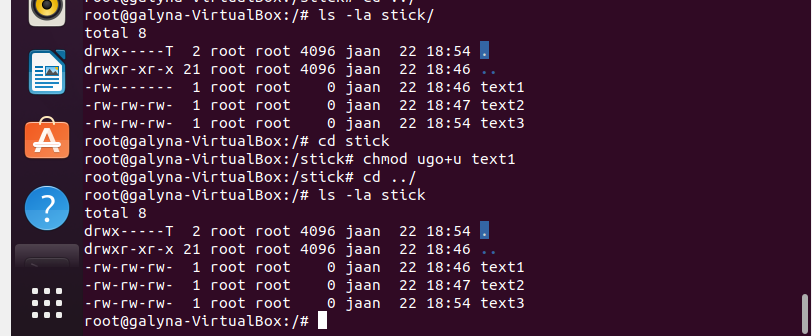 root@galyna-VirtualBox:/# ls -la stick/
total 8
drwx-----T  2 root root 4096 jaan  22 18:54 .
drwxr-xr-x 21 root root 4096 jaan  22 18:46 ..
-rw-------  1 root root    0 jaan  22 18:46 text1
-rw-rw-rw-  1 root root    0 jaan  22 18:47 text2
-rw-rw-rw-  1 root root    0 jaan  22 18:54 text3
root@galyna-VirtualBox:/# cd stick
root@galyna-VirtualBox:/stick# chmod ugo+u text1
root@galyna-VirtualBox:/stick# cd ../
root@galyna-VirtualBox:/# ls -la stick
total 8
drwx-----T  2 root root 4096 jaan  22 18:54 .
drwxr-xr-x 21 root root 4096 jaan  22 18:46 ..
-rw-rw-rw-  1 root root    0 jaan  22 18:46 text1
-rw-rw-rw-  1 root root    0 jaan  22 18:47 text2
-rw-rw-rw-  1 root root    0 jaan  22 18:54 text3
root@galyna-VirtualBox:/#